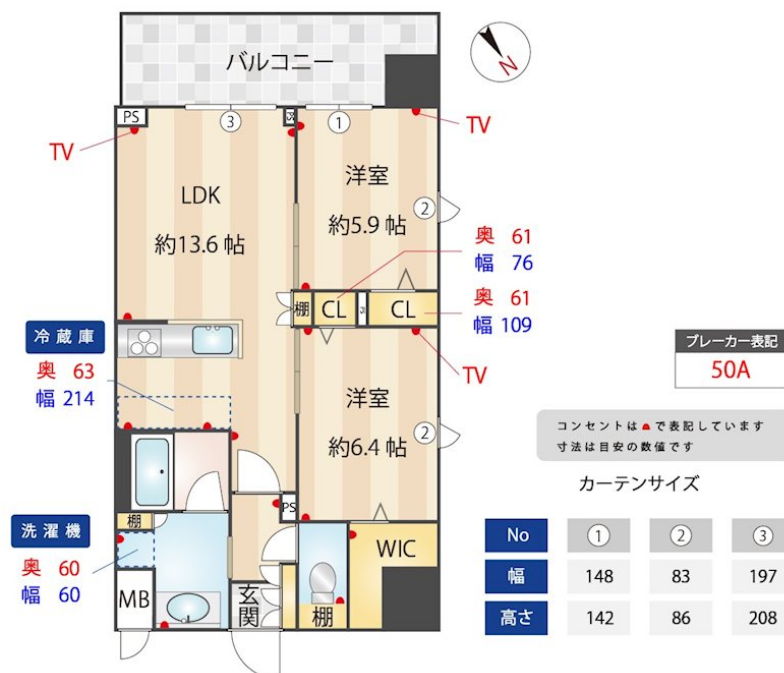 バルコニー
N
PS
③
①
TV
TV
洋室
約5.9 帖
②
LDK
約13.6 帖
奥 61
幅 76
棚
CL
CL
奥 61
幅 109
冷蔵庫
奥 63
幅 214
TV
洋室
約6.4 帖
②
ブレーカー表記
50A
コンセントは で表記しています
寸法は目安の数値です
カーテンサイズ
No ① ② ③
幅 148 83 197
高さ 142 86 208
PS
洗濯機
奥 60
幅 60
棚
MB
玄関
棚
WIC